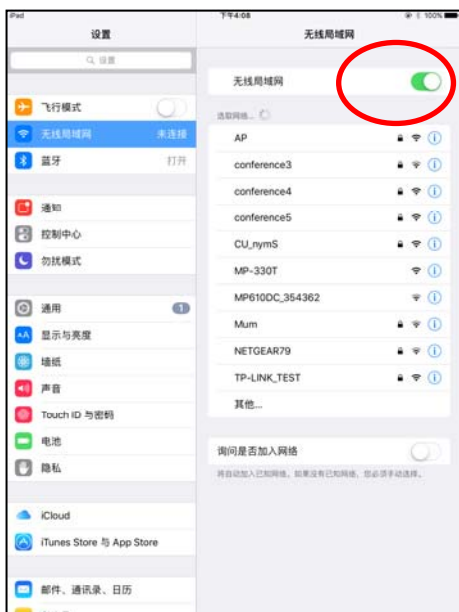 iPad
下午4:08
100%
设置
无线局域网
设置
无线局域网
飞行模式
选取网络...
无线局域网 未连接
AP
蓝牙 打开
conference3
conference4
通知
conference5
控制中心
CU_nymS
勿扰模式
MP-330T
通用 1
MP610DC_354362
显示与亮度
Mum
墙纸
NETGEAR79
声音
TP-LINK_TEST
Touch ID 与密码
其他...
电池
询问是否加入网络
隐私
将自动加入已知网络。如果没有已知网络，您必须手动选择。
iCloud
iTunes Store 与 App Store
邮件、通讯录、日历